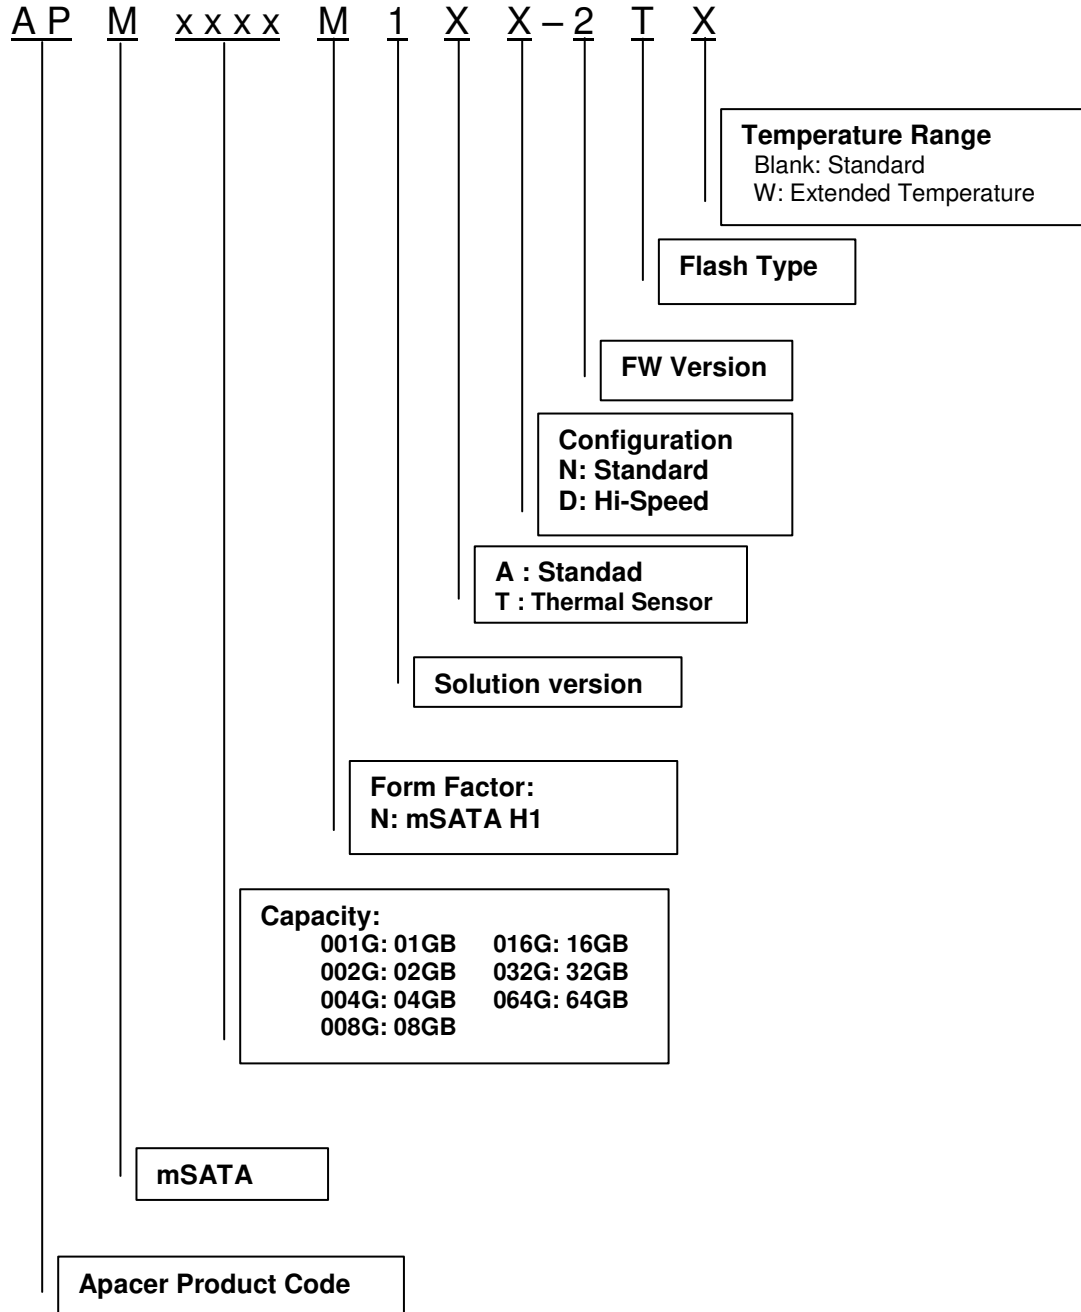 A P M x x x x M 1 X X – 2 T X
Temperature Range
Blank: Standard
W: Extended Temperature
Flash Type
FW Version
Configuration
N: Standard
D: Hi-Speed
A : Standad
T : Thermal Sensor
Solution version
Form Factor:
N: mSATA H1
Capacity:
001G: 01GB 016G: 16GB
002G: 02GB 032G: 32GB
004G: 04GB 064G: 64GB
008G: 08GB
mSATA
Apacer Product Code